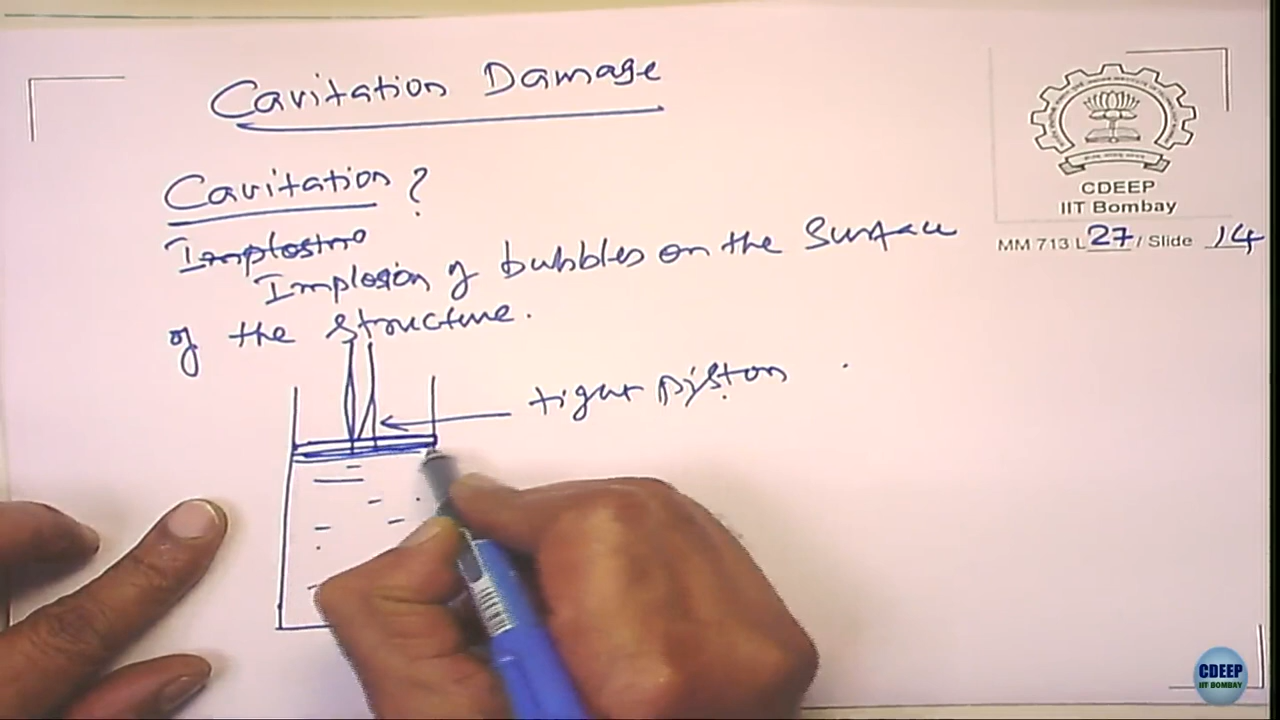 Cavitation Damage
Cavitation ?
Implosino
Implosion of bubbles on the surface
of the structure.
tight piston
CDEEP
IIT Bombay
MM 713 L 27 / Slide 14
CDEEP
IIT BOMBAY